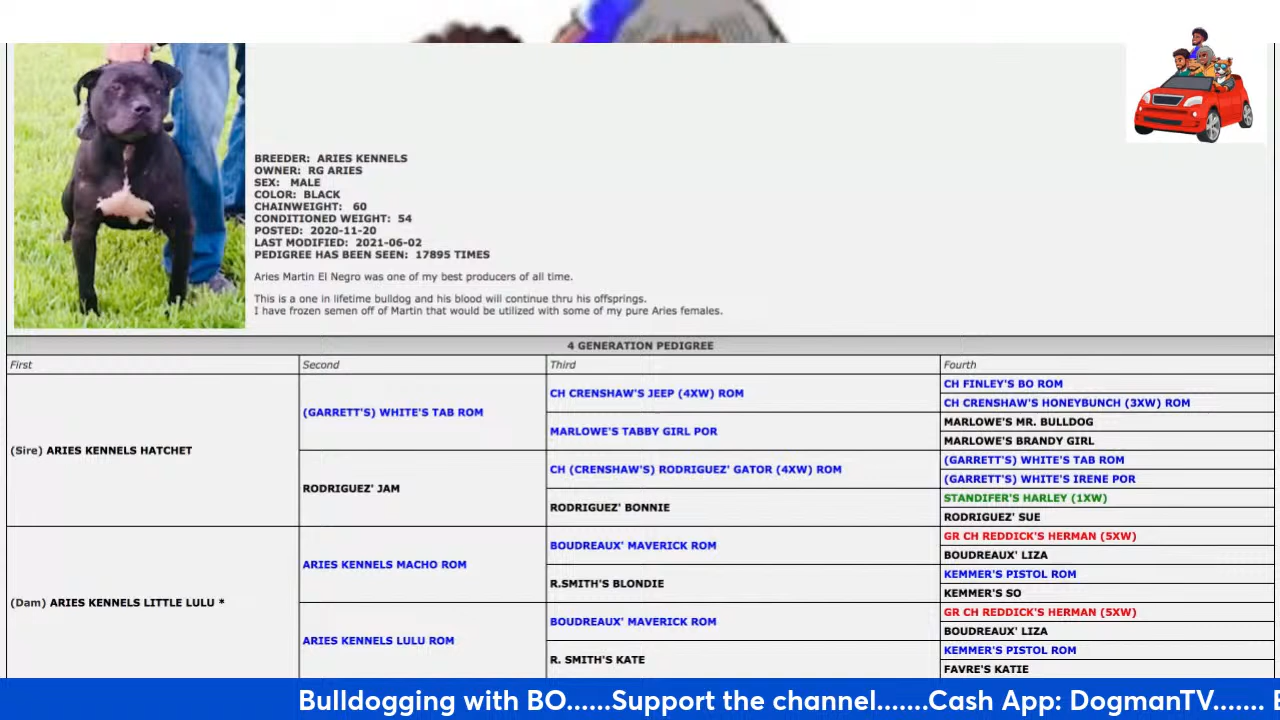 BREEDER: ARIES KENNELS
OWNER: RG ARIES
SEX: MALE
COLOR: BLACK
CHAINWEIGHT: 60
CONDITIONED WEIGHT: 54
POSTED: 2020-11-20
LAST MODIFIED: 2021-06-02
PEDIGREE HAS BEEN SEEN: 17895 TIMES
Aries Martin El Negro was one of my best producers of all time.
This is a one in lifetime bulldog and his blood will continue thru his offsprings.
I have frozen semen off of Martin that would be utilized with some of my pure Aries females.
4 GENERATION PEDIGREE
First Second Third Fourth
(Sire) ARIES KENNELS HATCHET
(GARRETT'S) WHITE'S TAB ROM
RODRIGUEZ' JAM
CH CRENSHAW'S JEEP (4XW) ROM
MARLOWE'S TABBY GIRL POR
CH (CRENSHAW'S) RODRIGUEZ' GATOR (4XW) ROM
RODRIGUEZ' BONNIE
CH FINLEY'S BO ROM
CH CRENSHAW'S HONEYBUNCH (3XW) ROM
MARLOWE'S MR. BULLDOG
MARLOWE'S BRANDY GIRL
(GARRETT'S) WHITE'S TAB ROM
(GARRETT'S) WHITE'S IRENE POR
STANDIFER'S HARLEY (1XW)
RODRIGUEZ' SUE
(Dam) ARIES KENNELS LITTLE LULU *
ARIES KENNELS MACHO ROM
ARIES KENNELS LULU ROM
BOUDREAUX' MAVERICK ROM
R.SMITH'S BLONDIE
BOUDREAUX' MAVERICK ROM
R. SMITH'S KATE
GR CH REDDICK'S HERMAN (5XW)
BOUDREAUX' LIZA
KEMMER'S PISTOL ROM
KEMMER'S SO
GR CH REDDICK'S HERMAN (5XW)
BOUDREAUX' LIZA
KEMMER'S PISTOL ROM
FAVRE'S KATIE
Bulldogging with BO......Support the channel.......Cash App: DogmanTV.......